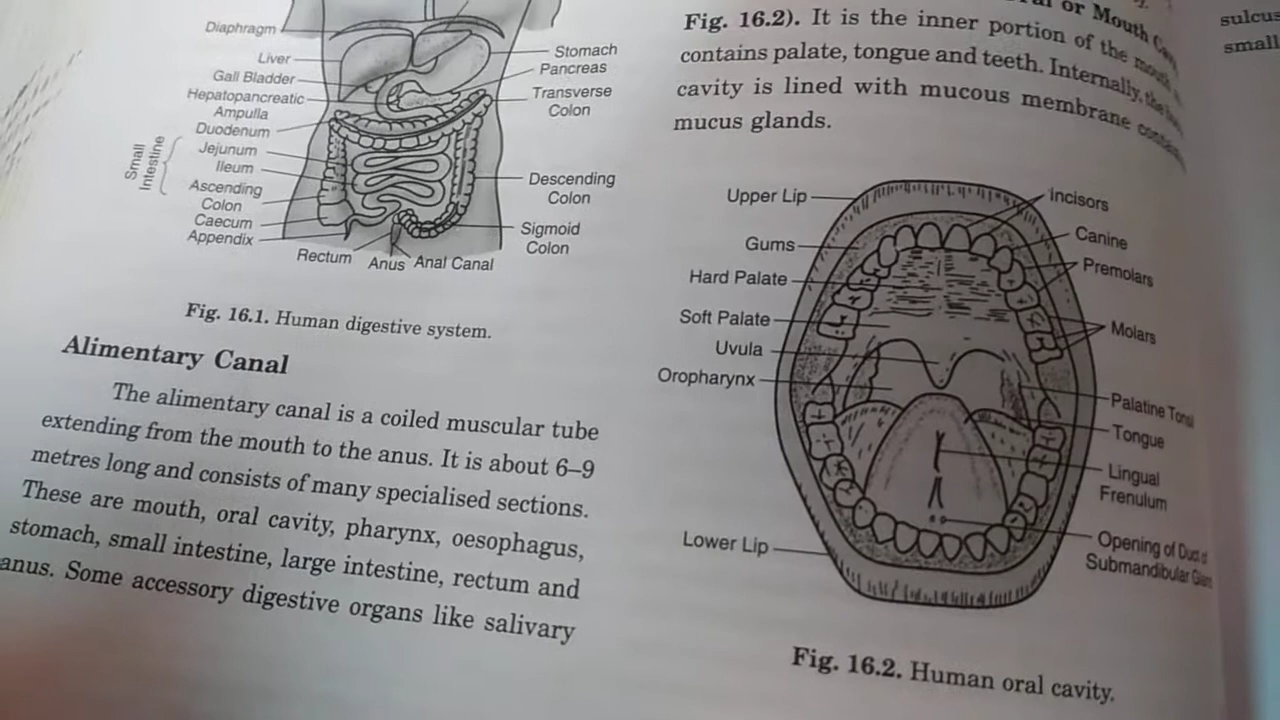 Diaphragm
Liver
Gall Bladder
Hepatopancreatic
Ampulla
Duodenum
Small
Intestine
Jejunum
Ileum
Ascending
Colon
Caecum
Appendix
Rectum
Anus
Anal Canal
Stomach
Pancreas
Transverse
Colon
Descending
Colon
Sigmoid
Colon
Fig. 16.1. Human digestive system.
Alimentary Canal
The alimentary canal is a coiled muscular tube
extending from the mouth to the anus. It is about 6–9
metres long and consists of many specialised sections.
These are mouth, oral cavity, pharynx, oesophagus,
stomach, small intestine, large intestine, rectum and
anus. Some accessory digestive organs like salivary
or Mouth
Fig. 16.2). It is the inner portion of the mouth
contains palate, tongue and teeth. Internally, the
cavity is lined with mucous membrane
mucus glands.
Upper Lip
Gums
Hard Palate
Soft Palate
Uvula
Oropharynx
Lower Lip
Incisors
Canine
Premolars
Molars
Palatine
Tongue
Lingual
Frenulum
Opening of Duct
Submandibular
Fig. 16.2. Human oral cavity.
sulcus
small